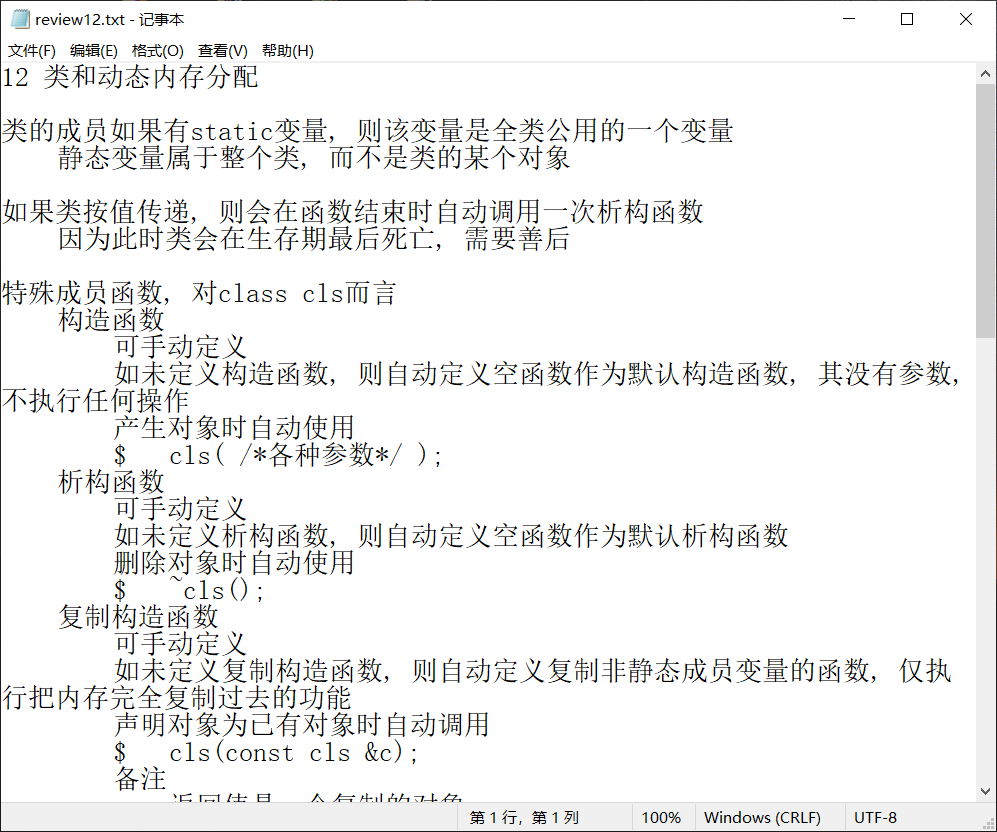 review12.txt - 记事本
文件(F) 编辑(E) 格式(O) 查看(V) 帮助(H)
12 类和动态内存分配
类的成员如果有static变量, 则该变量是全类公用的一个变量
静态变量属于整个类, 而不是类的某个对象
如果类按值传递, 则会在函数结束时自动调用一次析构函数
因为此时类会在生存期最后死亡, 需要善后
特殊成员函数, 对class cls而言
构造函数
可手动定义
如未定义构造函数, 则自动定义空函数作为默认构造函数, 其没有参数,
不执行任何操作
产生对象时自动使用
$ cls( /*各种参数*/ );
析构函数
可手动定义
如未定义析构函数, 则自动定义空函数作为默认析构函数
删除对象时自动使用
$ ~cls();
复制构造函数
可手动定义
如未定义复制构造函数, 则自动定义复制非静态成员变量的函数, 仅执
行把内存完全复制过去的功能
声明对象为已有对象时自动调用
$ cls(const cls &c);
备注
返回值是一个复制的对象
第 1 行，第 1 列 100% Windows (CRLF) UTF-8